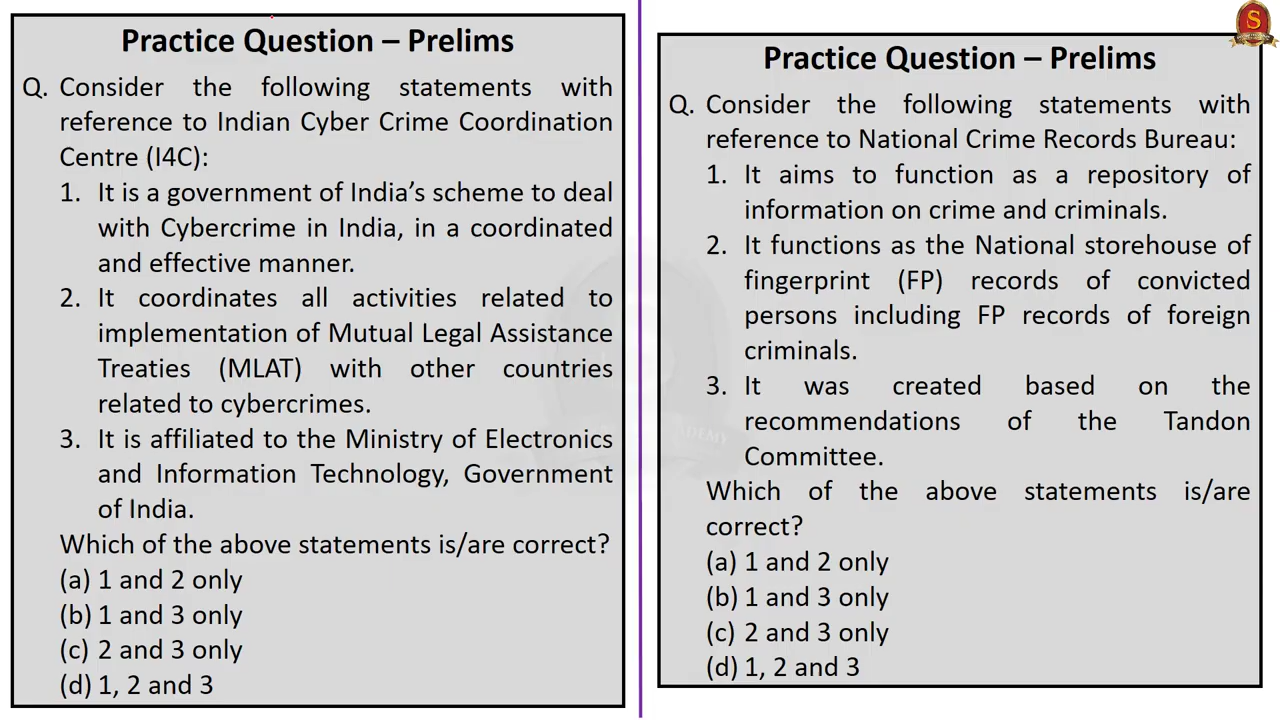 Practice Question – Prelims
Q. Consider the following statements with
reference to Indian Cyber Crime Coordination
Centre (I4C):
1. It is a government of India's scheme to deal
with Cybercrime in India, in a coordinated
and effective manner.
2. It coordinates all activities related to
implementation of Mutual Legal Assistance
Treaties (MLAT) with other countries
related to cybercrimes.
3. It is affiliated to the Ministry of Electronics
and Information Technology, Government
of India.
Which of the above statements is/are correct?
(a) 1 and 2 only
(b) 1 and 3 only
(c) 2 and 3 only
(d) 1, 2 and 3
Practice Question – Prelims
Q. Consider the following statements with
reference to National Crime Records Bureau:
1. It aims to function as a repository of
information on crime and criminals.
2. It functions as the National storehouse of
fingerprint (FP) records of convicted
persons including FP records of foreign
criminals.
3. It was created based on the
recommendations of the Tandon
Committee.
Which of the above statements is/are
correct?
(a) 1 and 2 only
(b) 1 and 3 only
(c) 2 and 3 only
(d) 1, 2 and 3
S